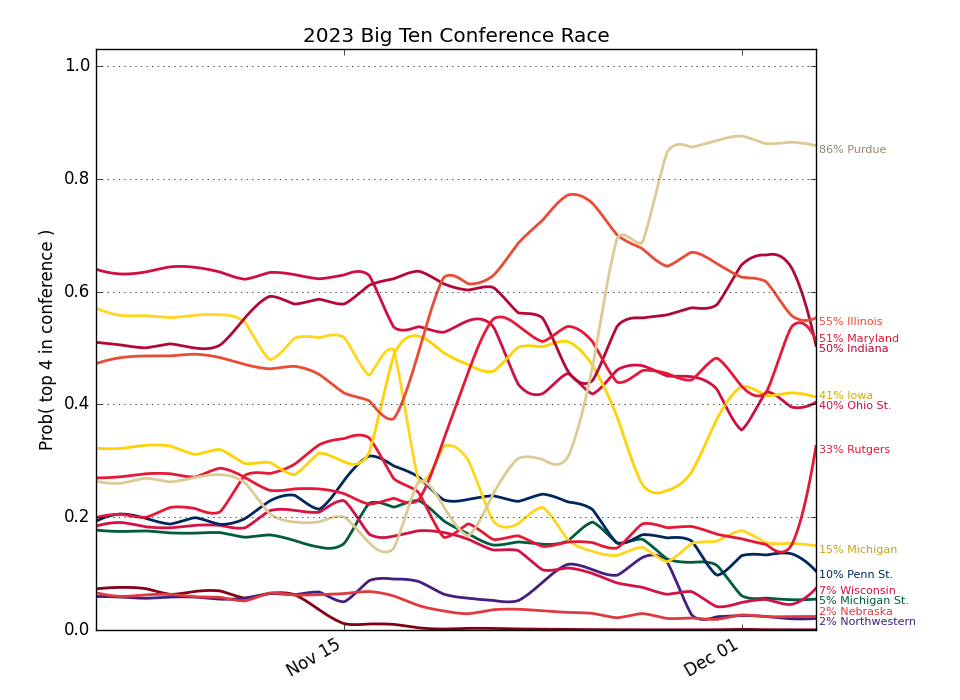 2023 Big Ten Conference Race
Prob( top 4 in conference )
1.0
0.8
0.6
0.4
0.2
0.0
Nov 15
Dec 01
86% Purdue
55% Illinois
51% Maryland
50% Indiana
41% Iowa
40% Ohio St.
33% Rutgers
15% Michigan
10% Penn St.
7% Wisconsin
5% Michigan St.
2% Nebraska
2% Northwestern